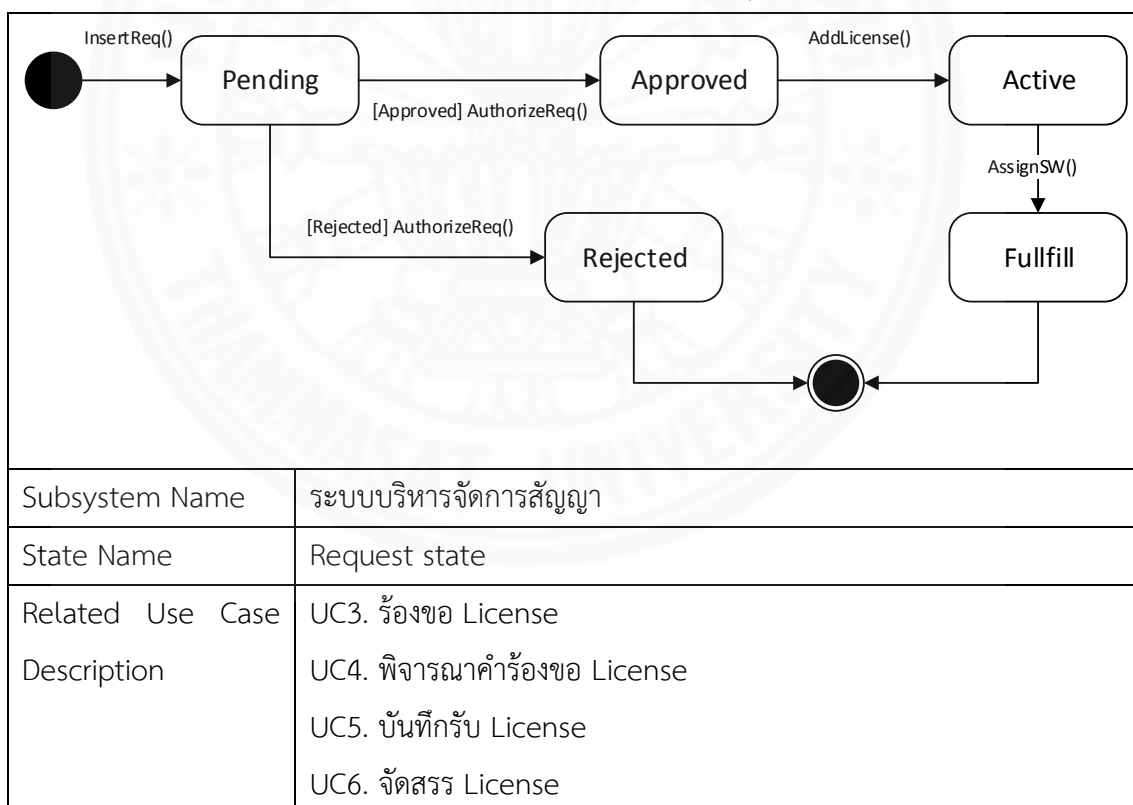 InsertReq()
AddLicense()
Pending
Approved
Active
[Approved] AuthorizeReq()
AssignSW()
[Rejected] AuthorizeReq()
Rejected
Fullfill
THAMMASAT UNIVERSITY
Subsystem Name
ระบบบริหารจัดการสัญญา
State Name
Request state
Related Use Case
Description
UC3. ร้องขอ License
UC4. พิจารณาคำร้องขอ License
UC5. บันทึกรับ License
UC6. จัดสรร License